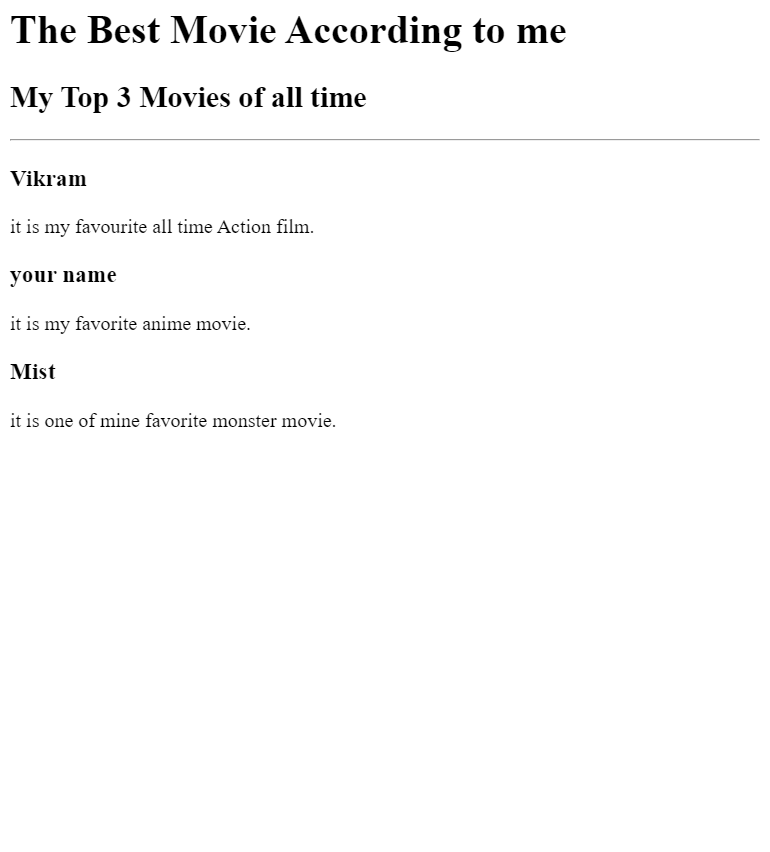 The Best Movie According to me
My Top 3 Movies of all time
Vikram
it is my favourite all time Action film.
your name
it is my favorite anime movie.
Mist
it is one of mine favorite monster movie.